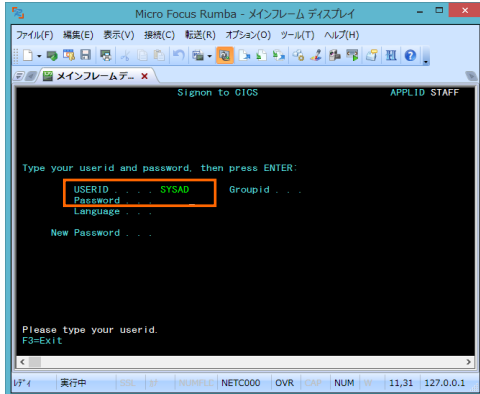 Micro Focus Rumba - メインフレーム ディスプレイ
ファイル(F) 編集(E) 表示(V) 接続(C) 転送(R) オプション(O) ツール(T) ヘルプ(H)
メインフレームデ...
Signon to CICS APPLID STAFF
Type your userid and password, then press ENTER:
USERID . . . . SYSAD Groupid . . .
Password . . . _
Language . . .
New Password . . .
Please type your userid.
F3=Exit
ﾚﾃﾞｨ 実行中 SSL NUMFLD NETC000 OVR CAP NUM 11,31 127.0.0.1